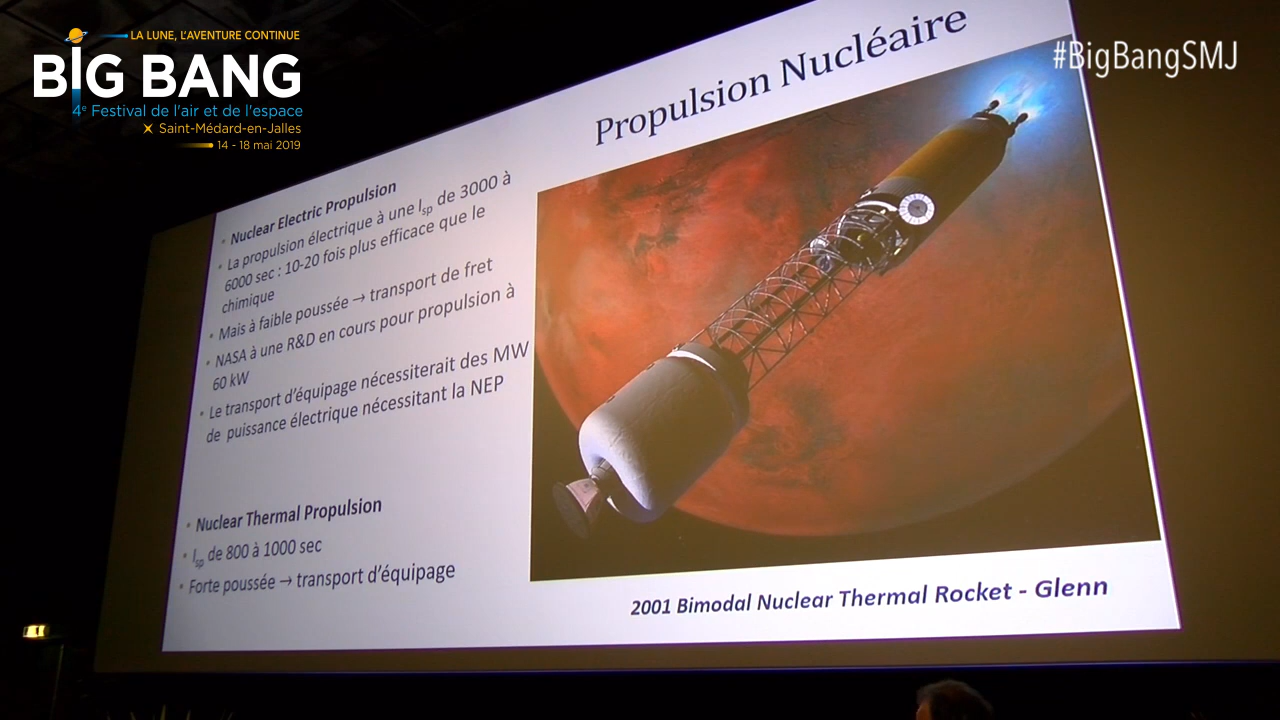 LA LUNE, L'AVENTURE CONTINUE
BIG BANG
4e Festival de l'air et de l'espace
Saint-Médard-en-Jalles
14 - 18 mai 2019
#BigBangSMJ
Propulsion Nucléaire
• Nuclear Electric Propulsion
• La propulsion électrique à une Isp de 3000 à
6000 sec : 10-20 fois plus efficace que le
chimique
• Mais à faible poussée → transport de fret
• NASA à une R&D en cours pour propulsion à
60 kW
• Le transport d'équipage nécessiterait des MW
de puissance électrique nécessitant la NEP
• Nuclear Thermal Propulsion
• Isp de 800 à 1000 sec
• Forte poussée → transport d'équipage
2001 Bimodal Nuclear Thermal Rocket - Glenn